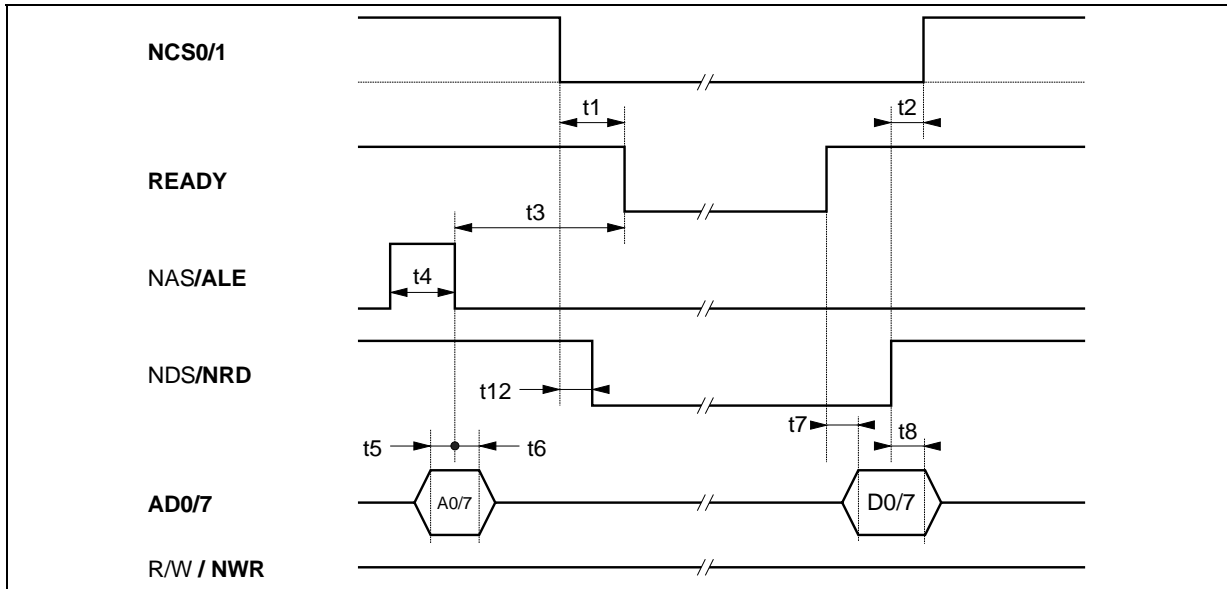 NCS0/1
t1
t2
READY
t3
NAS/ALE
t4
NDS/NRD
t12
t7
t8
t5
t6
AD0/7
A0/7
D0/7
R/W / NWR